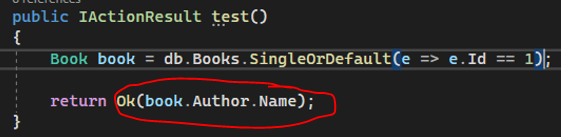 public IActionResult test()
{
Book book = db.Books.SingleOrDefault(e => e.Id == 1);
return Ok(book.Author.Name);
}